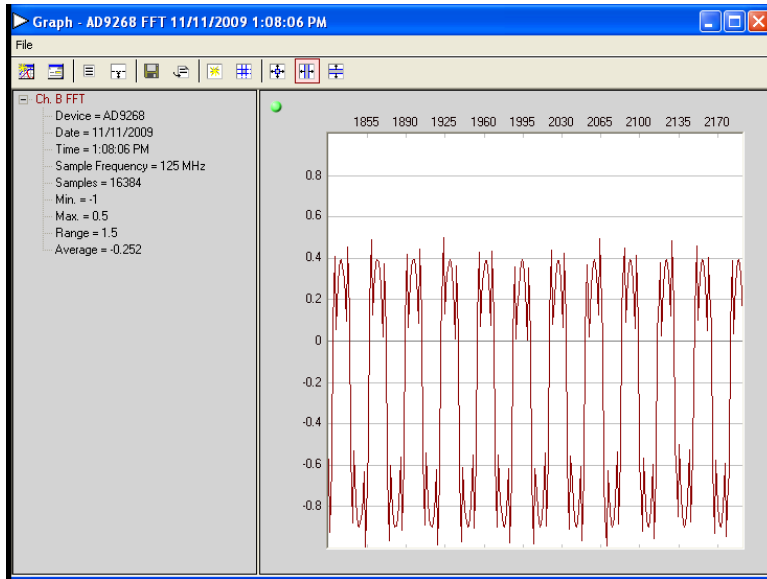 Graph - AD9268 FFT 11/11/2009 1:08:06 PM
File
Ch. B FFT
Device = AD9268
Date = 11/11/2009
Time = 1:08:06 PM
Sample Frequency = 125 MHz
Samples = 16384
Min. = -1
Max. = 0.5
Range = 1.5
Average = -0.252
1855 1890 1925 1960 1995 2030 2065 2100 2135 2170
0.8
0.6
0.4
0.2
0
-0.2
-0.4
-0.6
-0.8